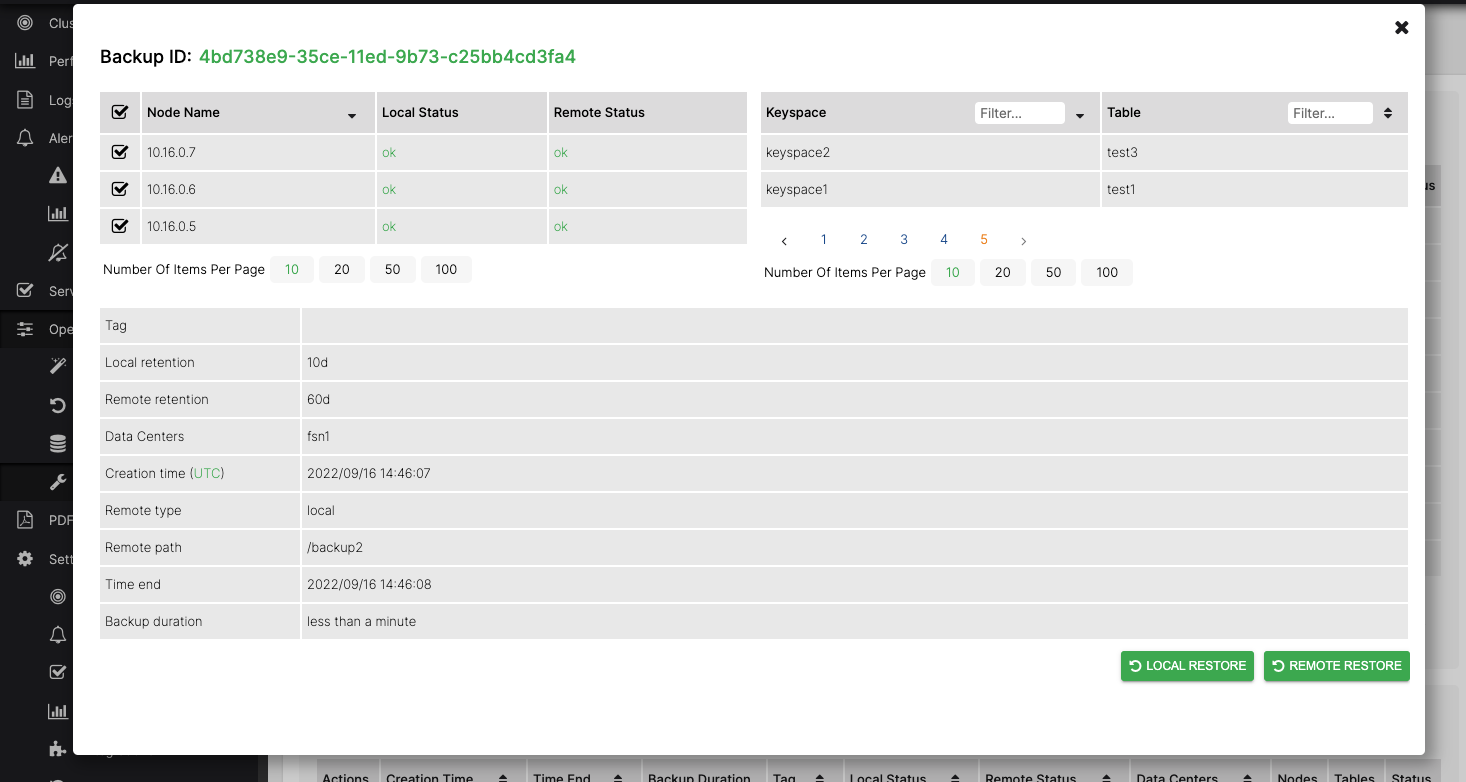 Backup ID: 4bd738e9-35ce-11ed-9b73-c25bb4cd3fa4
Node Name Local Status Remote Status
10.16.0.7 ok ok
10.16.0.6 ok ok
10.16.0.5 ok ok
Number Of Items Per Page 10 20 50 100
Keyspace Filter... Table Filter...
keyspace2 test3
keyspace1 test1
‹ 1 2 3 4 5 ›
Number Of Items Per Page 10 20 50 100
Tag
Local retention 10d
Remote retention 60d
Data Centers fsn1
Creation time (UTC) 2022/09/16 14:46:07
Remote type local
Remote path /backup2
Time end 2022/09/16 14:46:08
Backup duration less than a minute
LOCAL RESTORE REMOTE RESTORE
Clus
Perf
Logs
Aler
Serv
Ope
PDF
Sett
Actions Creation Time Time End Backup Duration Tag Local Status Remote Status Data Centers Nodes Tables Status